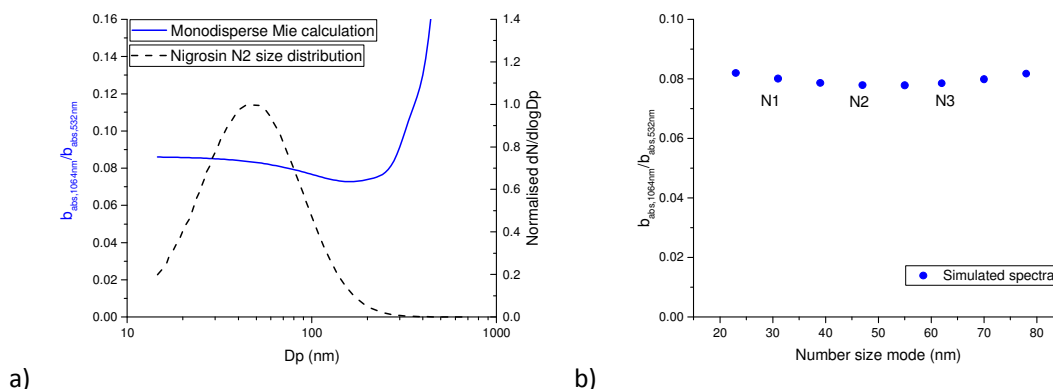 0.16
0.14
0.12
0.10
0.08
0.06
0.04
0.02
0.00
b_abs,1064nm/b_abs,532nm
Monodisperse Mie calculation
Nigrosin N2 size distribution
1.4
1.2
1.0
0.8
0.6
0.4
0.2
0.0
Normalised dN/dlogDp
10
100
1000
Dp (nm)
a)
0.10
0.08
0.06
0.04
0.02
0.00
b_abs,1064nm/b_abs,532nm
N1
N2
N3
Simulated spectra
20
30
40
50
60
70
80
Number size mode (nm)
b)